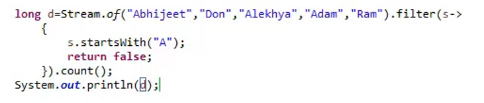 long d=Stream.of("Abhijeet","Don","Alekhya","Adam","Ram").filter(s->
{
s.startsWith("A");
return false;
}).count();
System.out.println(d);